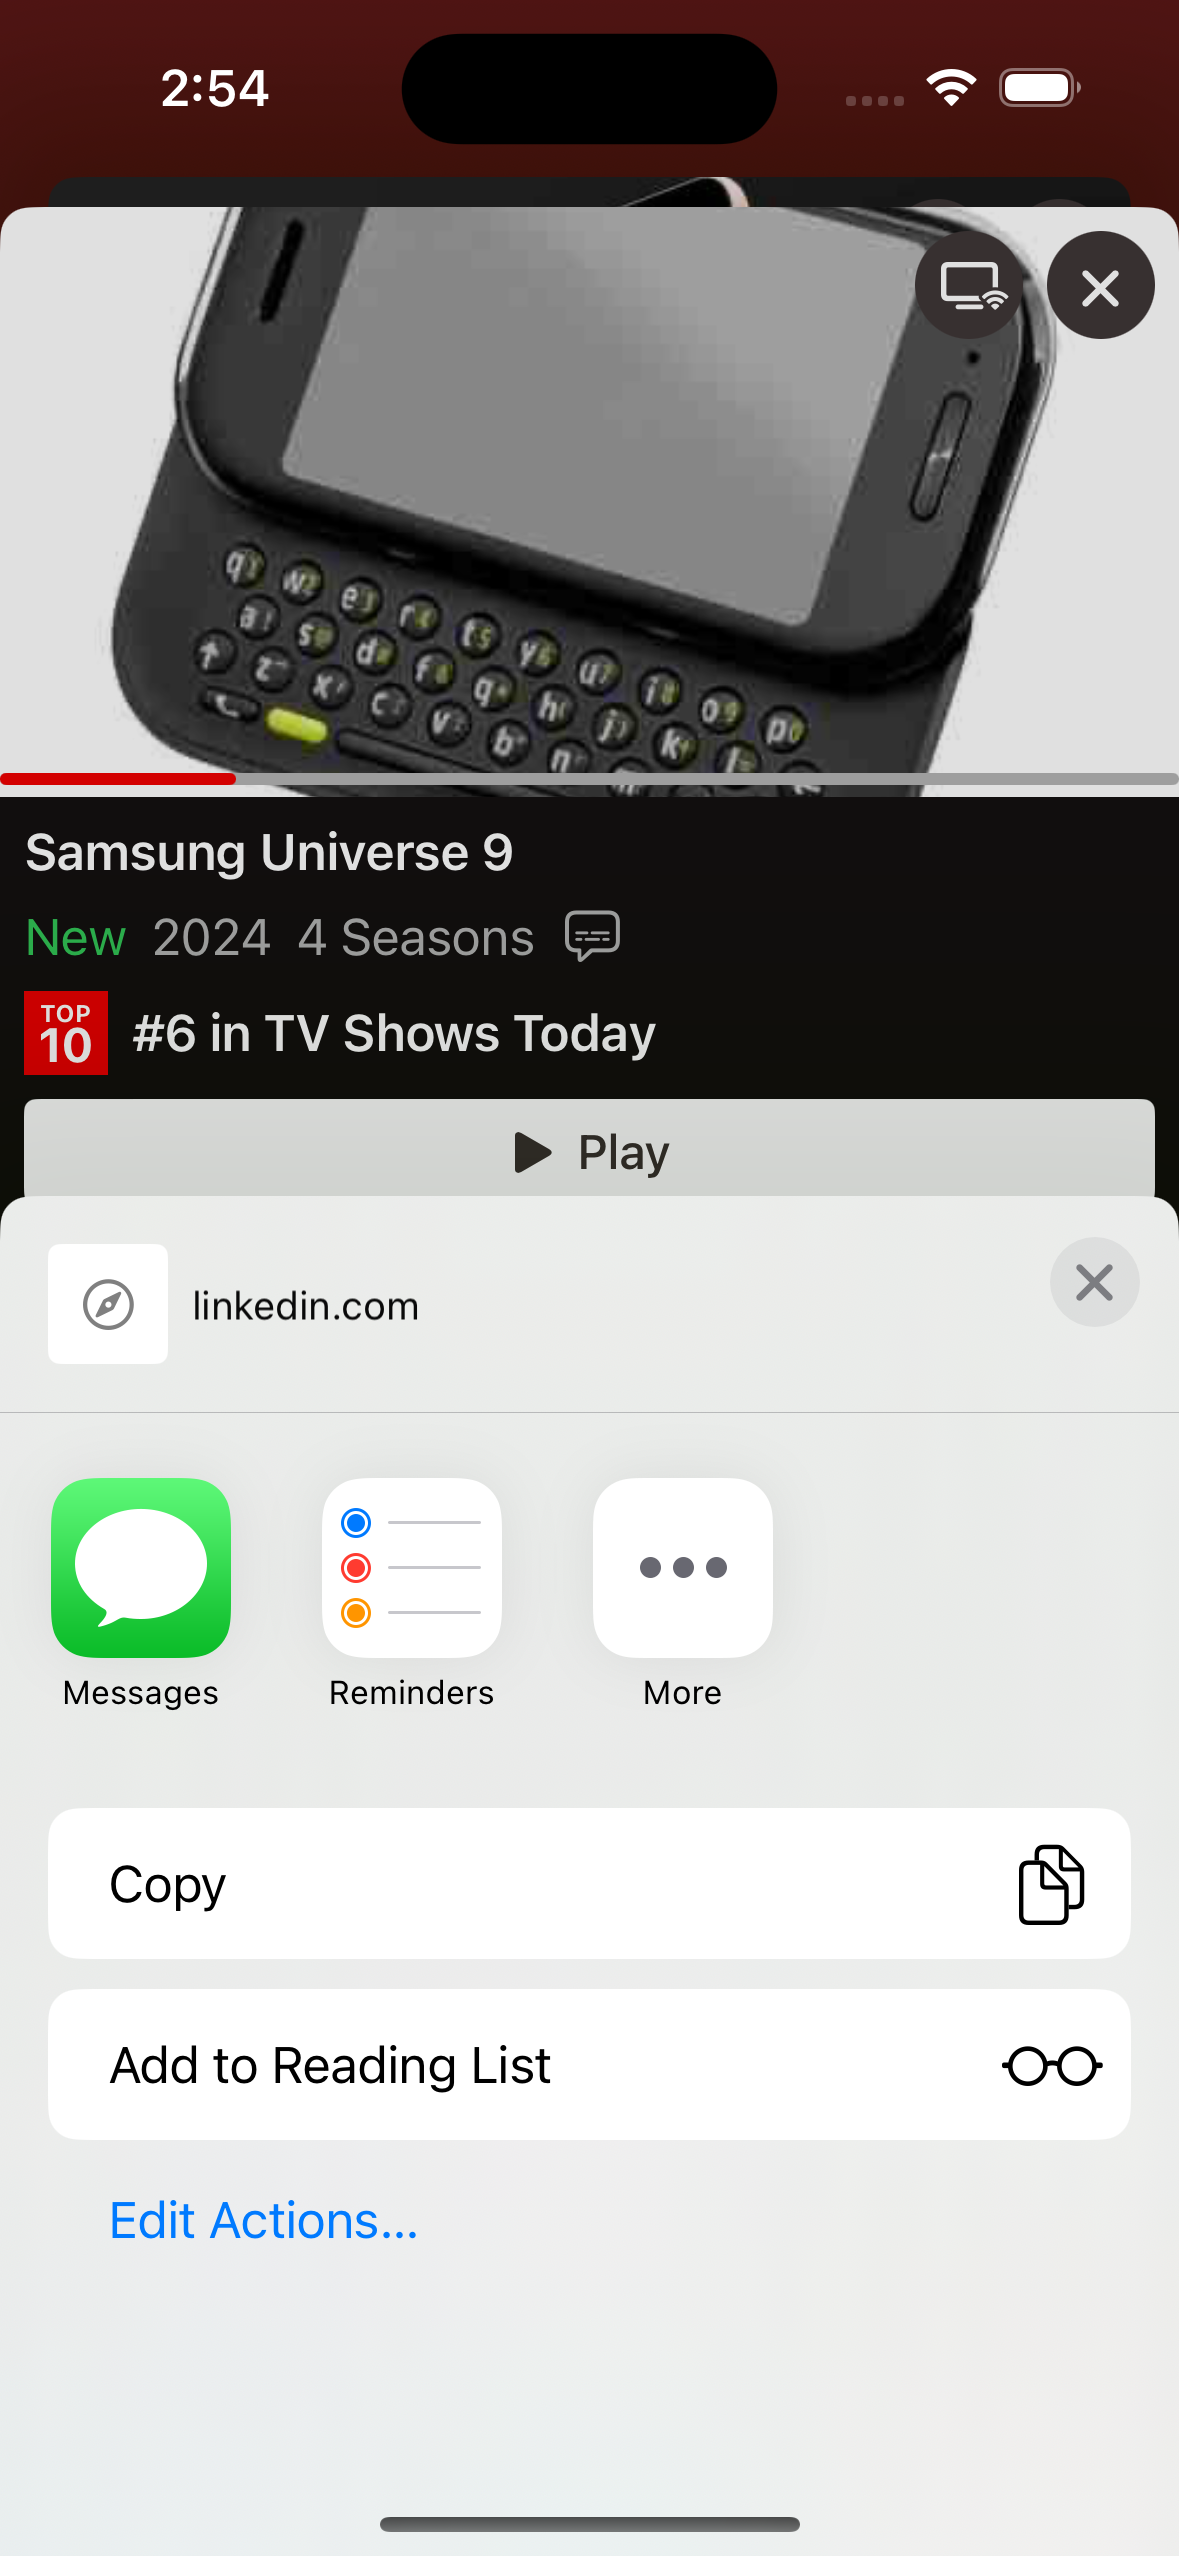 2:54
Samsung Universe 9
New 2024 4 Seasons
TOP
10
#6 in TV Shows Today
Play
linkedin.com
Messages
Reminders
More
Copy
Add to Reading List
Edit Actions...